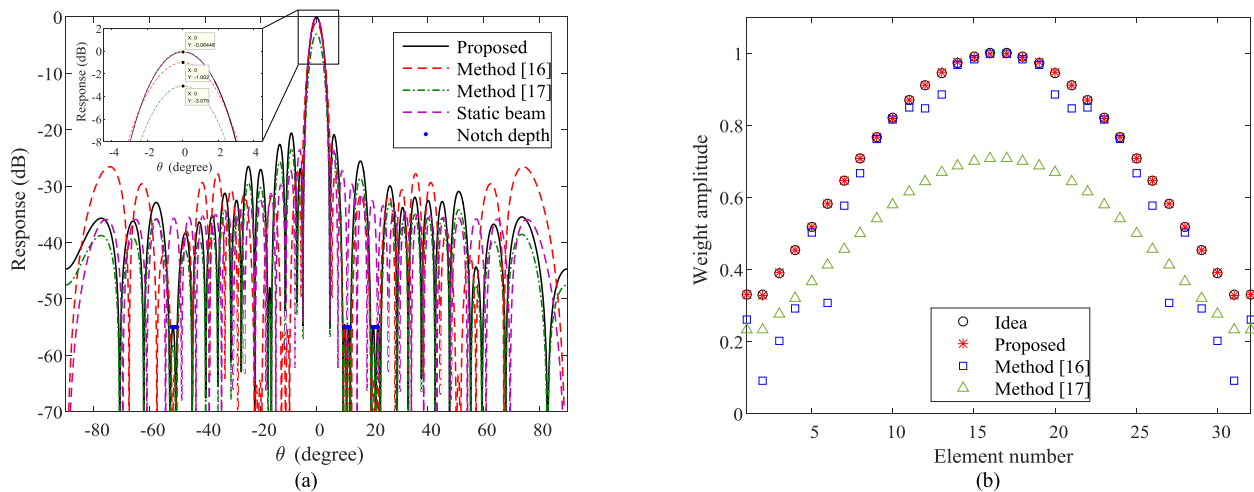 0
-10
-20
-30
-40
-50
-60
-70
Response (dB)
-80
-60
-40
-20
0
20
40
60
80
θ (degree)
(a)
2
0
-2
-4
-6
-8
Response (dB)
-4
-2
0
2
4
θ (degree)
X: 0
Y: -0.06448
X: 0
Y: -1.002
X: 0
Y: -3.075
Proposed
Method [16]
Method [17]
Static beam
Notch depth
1
0.8
0.6
0.4
0.2
0
Weight amplitude
5
10
15
20
25
30
Element number
(b)
Idea
Proposed
Method [16]
Method [17]